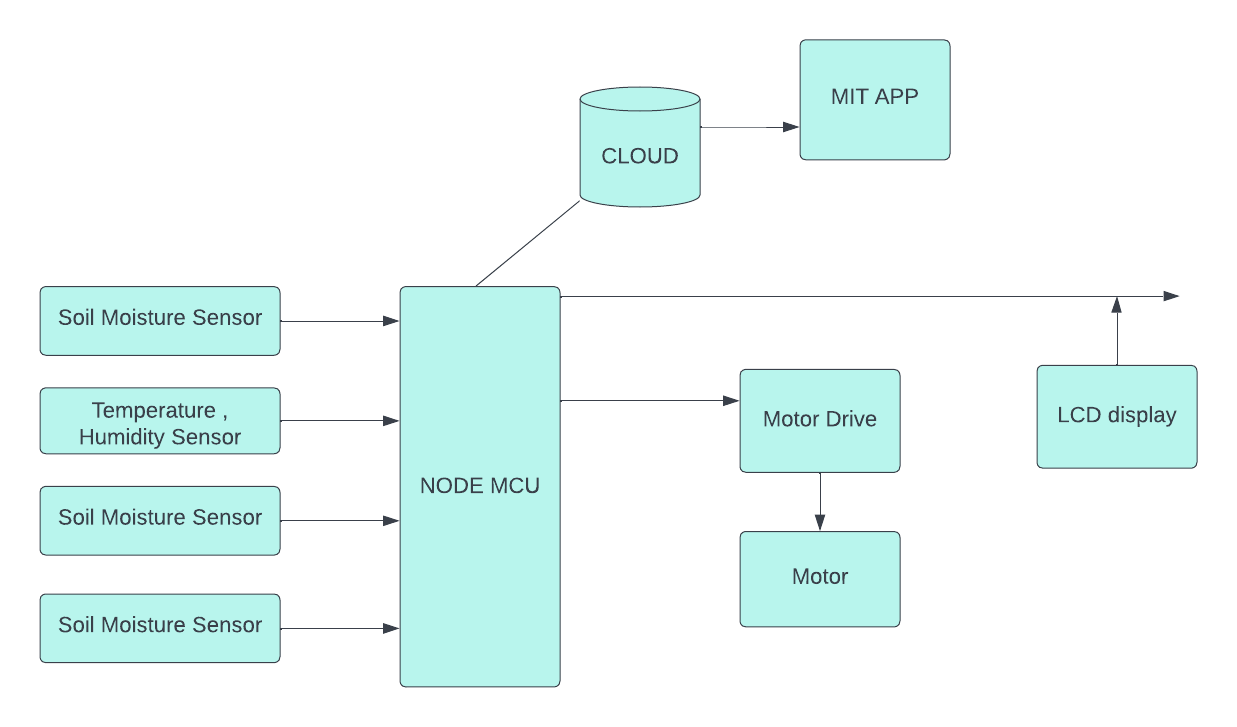 MIT APP
CLOUD
Soil Moisture Sensor
Temperature ,
Humidity Sensor
Soil Moisture Sensor
Soil Moisture Sensor
NODE MCU
Motor Drive
Motor
LCD display